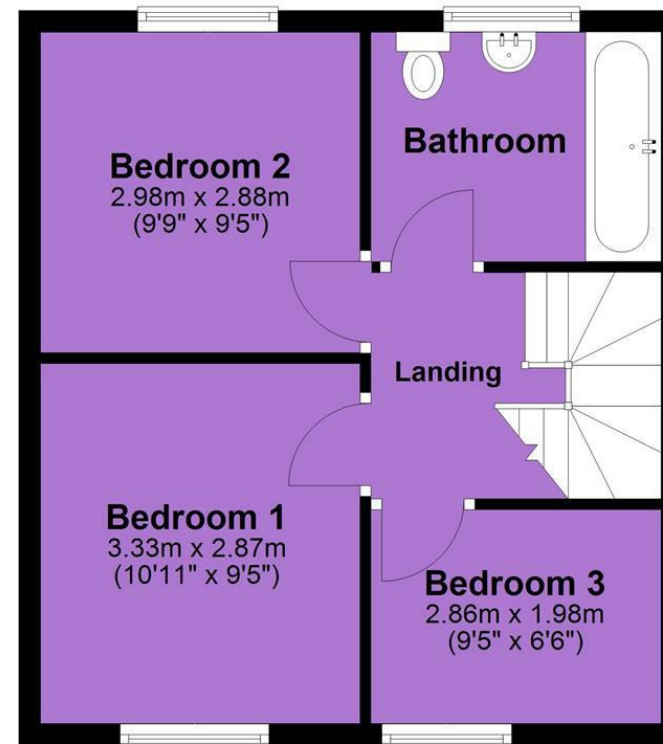 Bedroom 2
2.98m x 2.88m
(9'9" x 9'5")
Bathroom
Landing
Bedroom 1
3.33m x 2.87m
(10'11" x 9'5")
Bedroom 3
2.86m x 1.98m
(9'5" x 6'6")